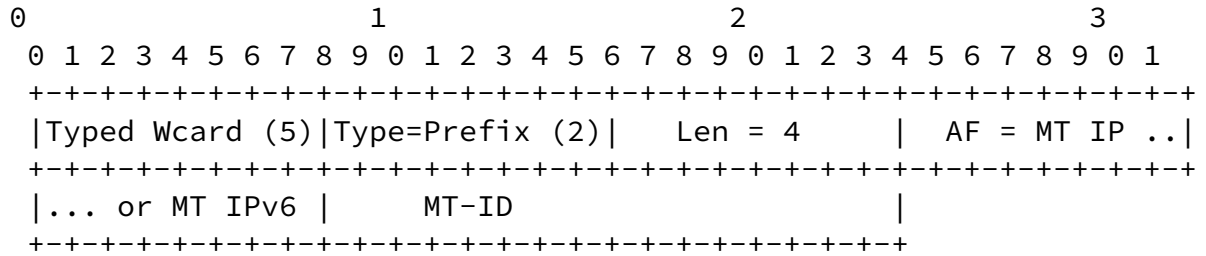 0                   1                   2                   3
 0 1 2 3 4 5 6 7 8 9 0 1 2 3 4 5 6 7 8 9 0 1 2 3 4 5 6 7 8 9 0 1
 +-+-+-+-+-+-+-+-+-+-+-+-+-+-+-+-+-+-+-+-+-+-+-+-+-+-+-+-+-+-+-+-+
 |Typed Wcard (5)|Type=Prefix (2)|   Len = 4     |  AF = MT IP ..|
 +-+-+-+-+-+-+-+-+-+-+-+-+-+-+-+-+-+-+-+-+-+-+-+-+-+-+-+-+-+-+-+-+
 |... or MT IPv6 |     MT-ID                     |
 +-+-+-+-+-+-+-+-+-+-+-+-+-+-+-+-+-+-+-+-+-+-+-+-+